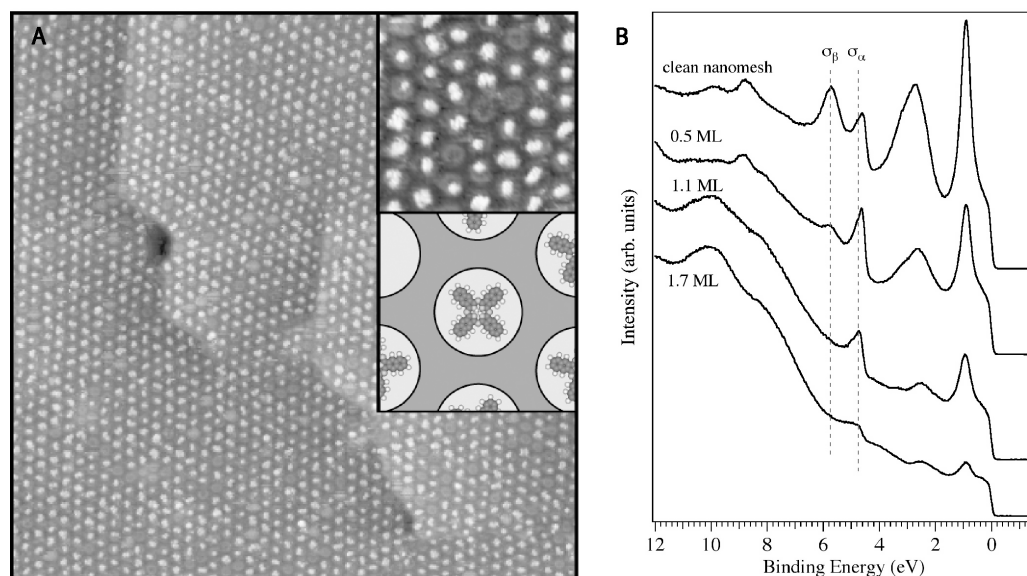 A
B
σβ σα
clean nanomesh
0.5 ML
1.1 ML
1.7 ML
Intensity (arb. units)
12 10 8 6 4 2 0
Binding Energy (eV)